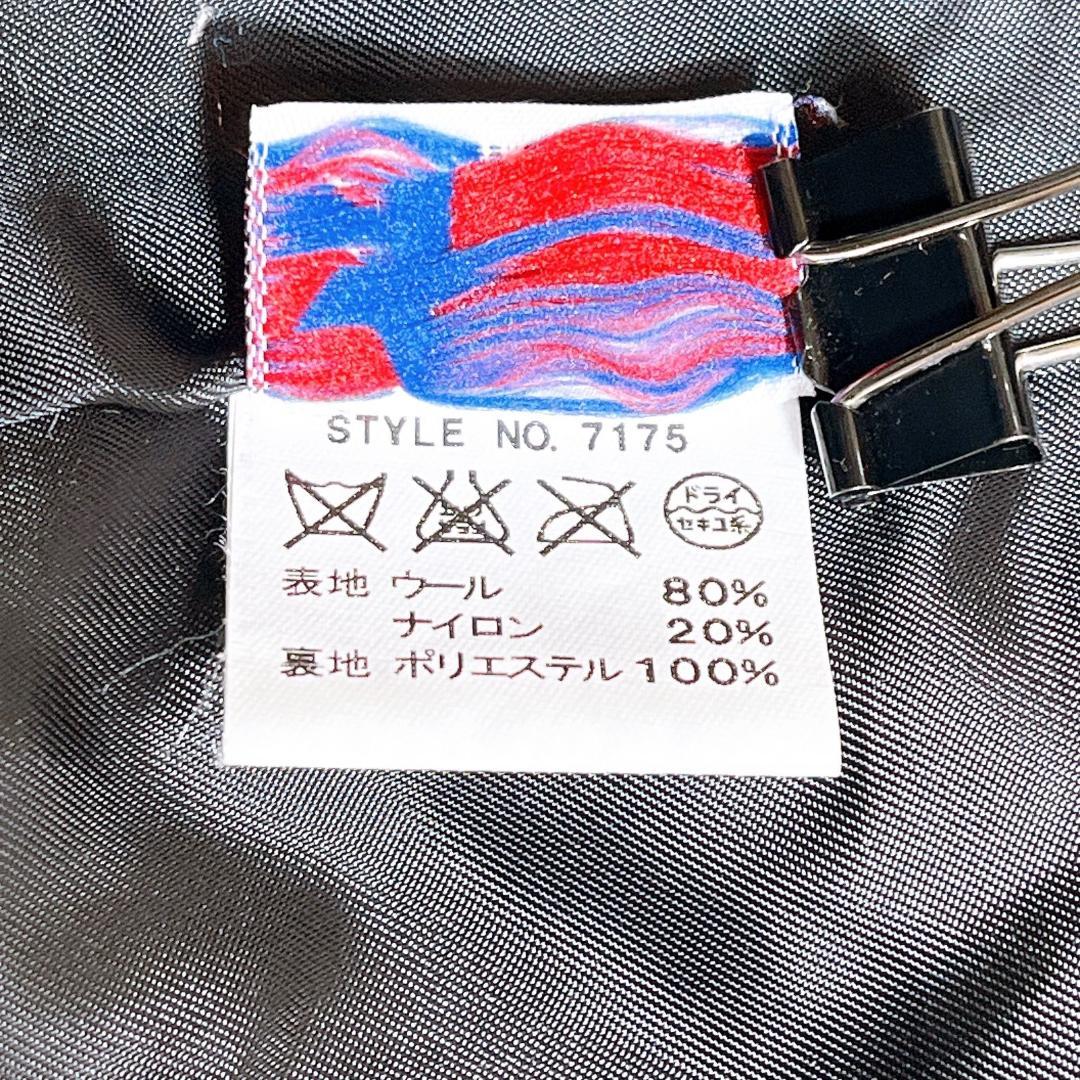 STYLE NO. 7175
ドライ
セキユ系
表地 ウール 80%
ナイロン 20%
裏地 ポリエステル 100%